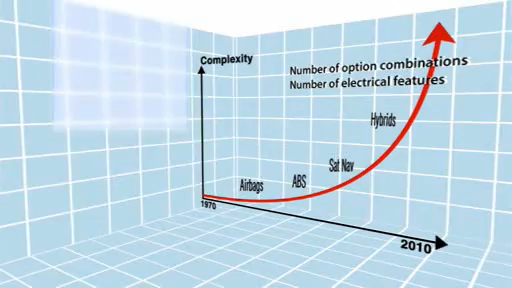 Complexity
Number of option combinations
Number of electrical features
Hybrids
Sat Nav
ABS
Airbags
1970
2010